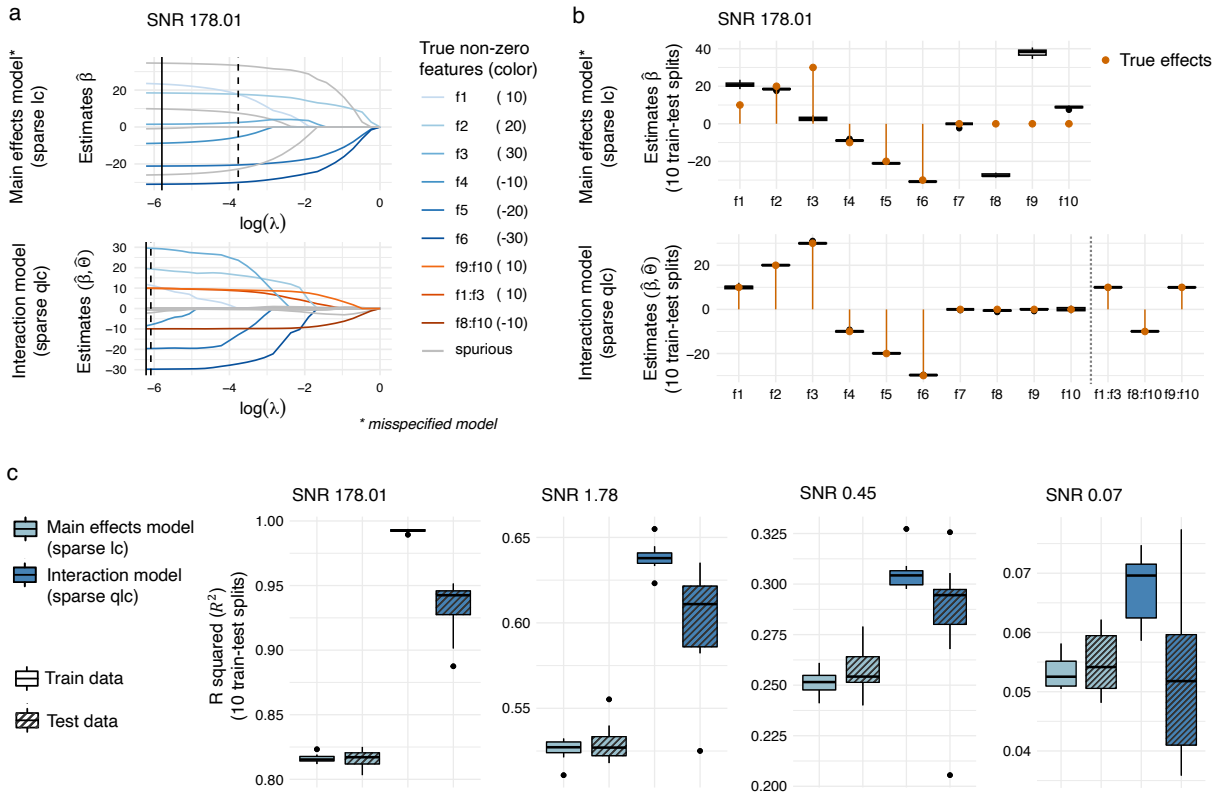 a
SNR 178.01
Main effects model*
(sparse lc)
Estimates β̂
20
0
−20
−6
−4
−2
0
log(λ)
Interaction model
(sparse qlc)
Estimates (β̂, Θ̂)
30
20
10
0
−10
−20
−30
−6
−4
−2
0
log(λ)
* misspecified model
True non-zero
features (color)
f1 ( 10)
f2 ( 20)
f3 ( 30)
f4 (-10)
f5 (-20)
f6 (-30)
f9:f10 ( 10)
f1:f3 ( 10)
f8:f10 (-10)
spurious
b
SNR 178.01
Main effects model*
(sparse lc)
Estimates β̂
(10 train-test splits)
40
20
0
−20
f1 f2 f3 f4 f5 f6 f7 f8 f9 f10
True effects
Interaction model
(sparse qlc)
Estimates (β̂, Θ̂)
(10 train-test splits)
20
0
−20
f1 f2 f3 f4 f5 f6 f7 f8 f9 f10 f1:f3 f8:f10 f9:f10
c
Main effects model
(sparse lc)
Interaction model
(sparse qlc)
Train data
Test data
R squared (R²)
(10 train-test splits)
SNR 178.01
1.00
0.95
0.90
0.85
0.80
SNR 1.78
0.65
0.60
0.55
SNR 0.45
0.325
0.300
0.275
0.250
0.225
0.200
SNR 0.07
0.07
0.06
0.05
0.04